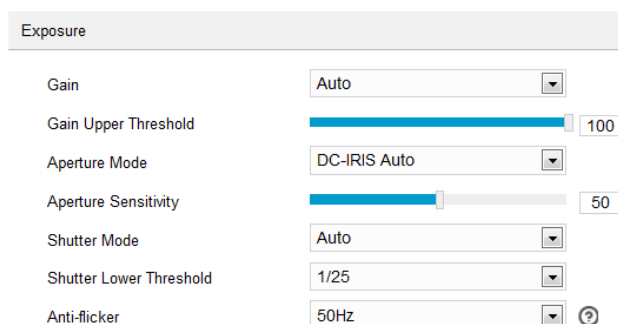 Exposure
Gain Auto
Gain Upper Threshold 100
Aperture Mode DC-IRIS Auto
Aperture Sensitivity 50
Shutter Mode Auto
Shutter Lower Threshold 1/25
Anti-flicker 50Hz ?